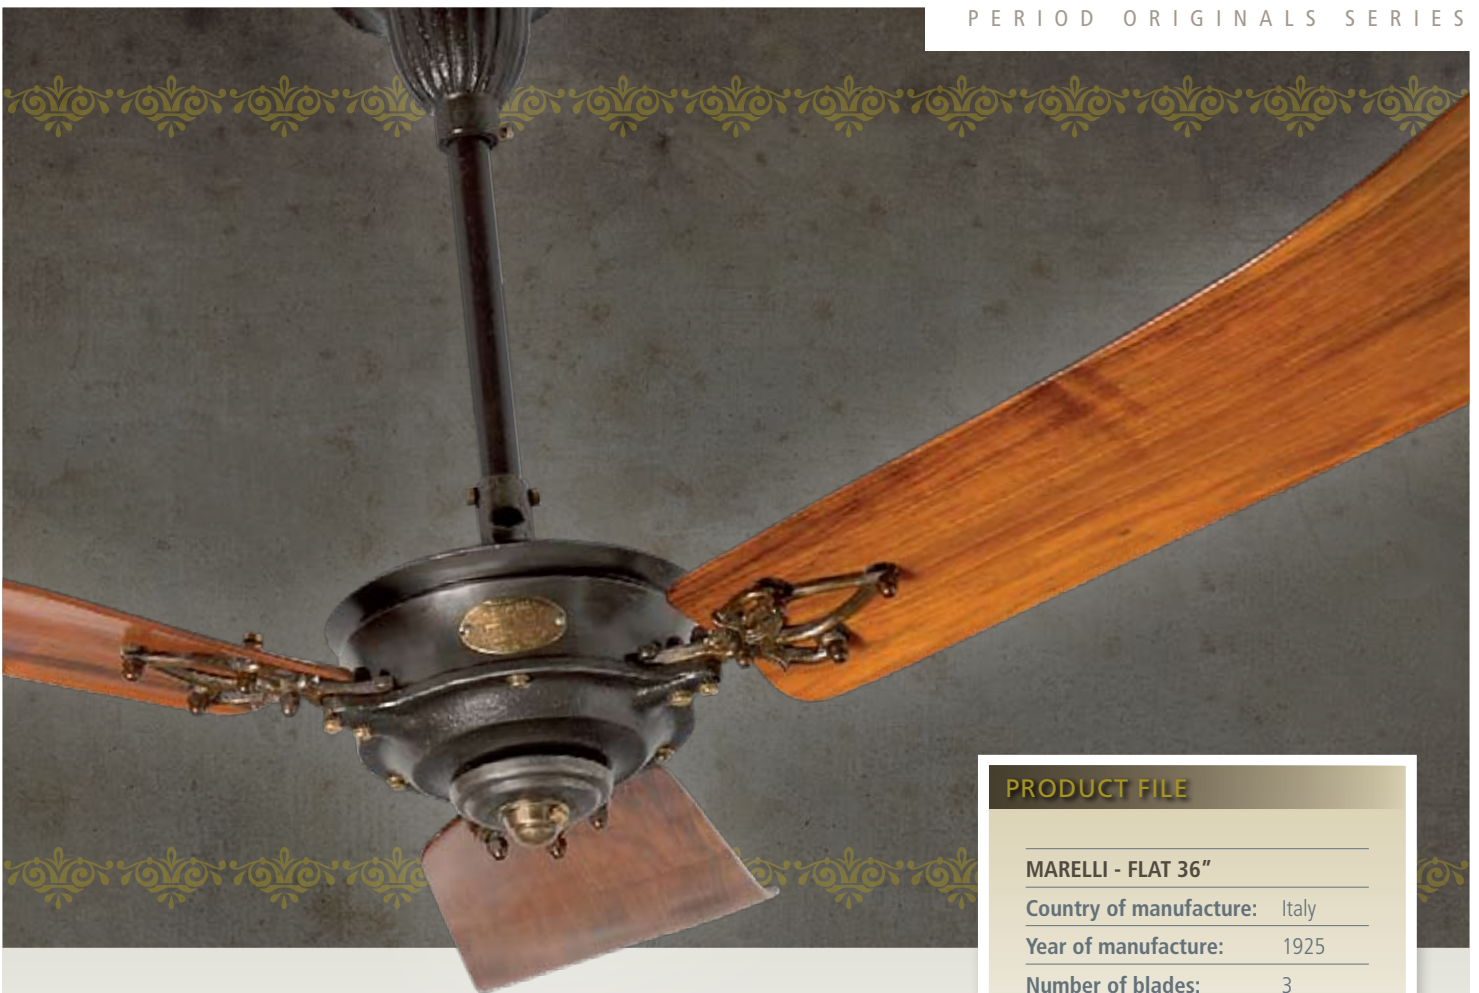 PERIOD ORIGINALS SERIES
PRODUCT FILE
MARELLI - FLAT 36”
Country of manufacture: Italy
Year of manufacture: 1925
Number of blades: 3